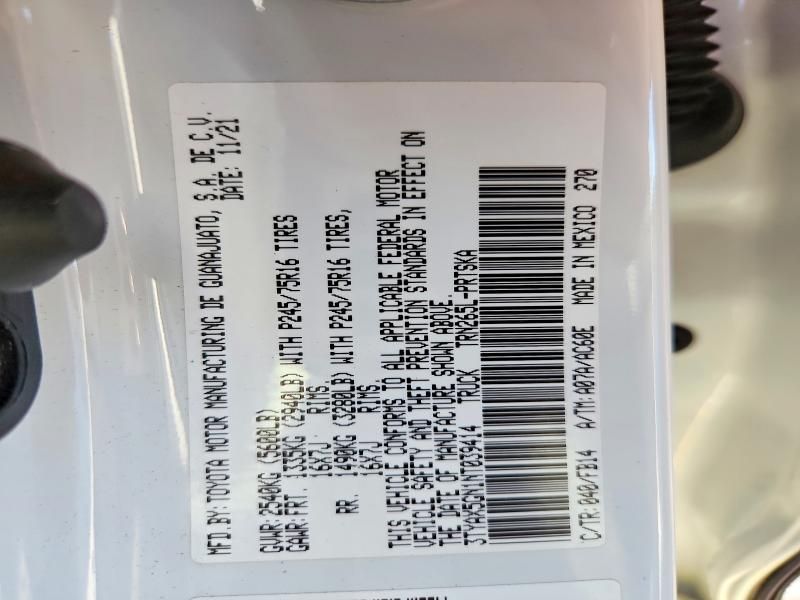 MFD.BY:TOYOTA MOTOR MANUFACTURING DE GUANAJUATO, S.A. DE C.V.
DATE: 11/21
GVWR:2540KG (5600LB)
GAWR:FRT. 1335KG (2940LB) WITH P245/75R16 TIRES
16X7J RIMS
RR. 1490KG (3280LB) WITH P245/75R16 TIRES,
16X7J RIMS.
THIS VEHICLE CONFORMS TO ALL APPLICABLE FEDERAL MOTOR
VEHICLE SAFETY AND THEFT PREVENTION STANDARDS IN EFFECT ON
THE DATE OF MANUFACTURE SHOWN ABOVE.
3TYAX5GN1NT039414 TRUCK TRN265L-PRTSKA
C/TR:040/FB14 A/TM:A07A/AC60E MADE IN MEXICO 270